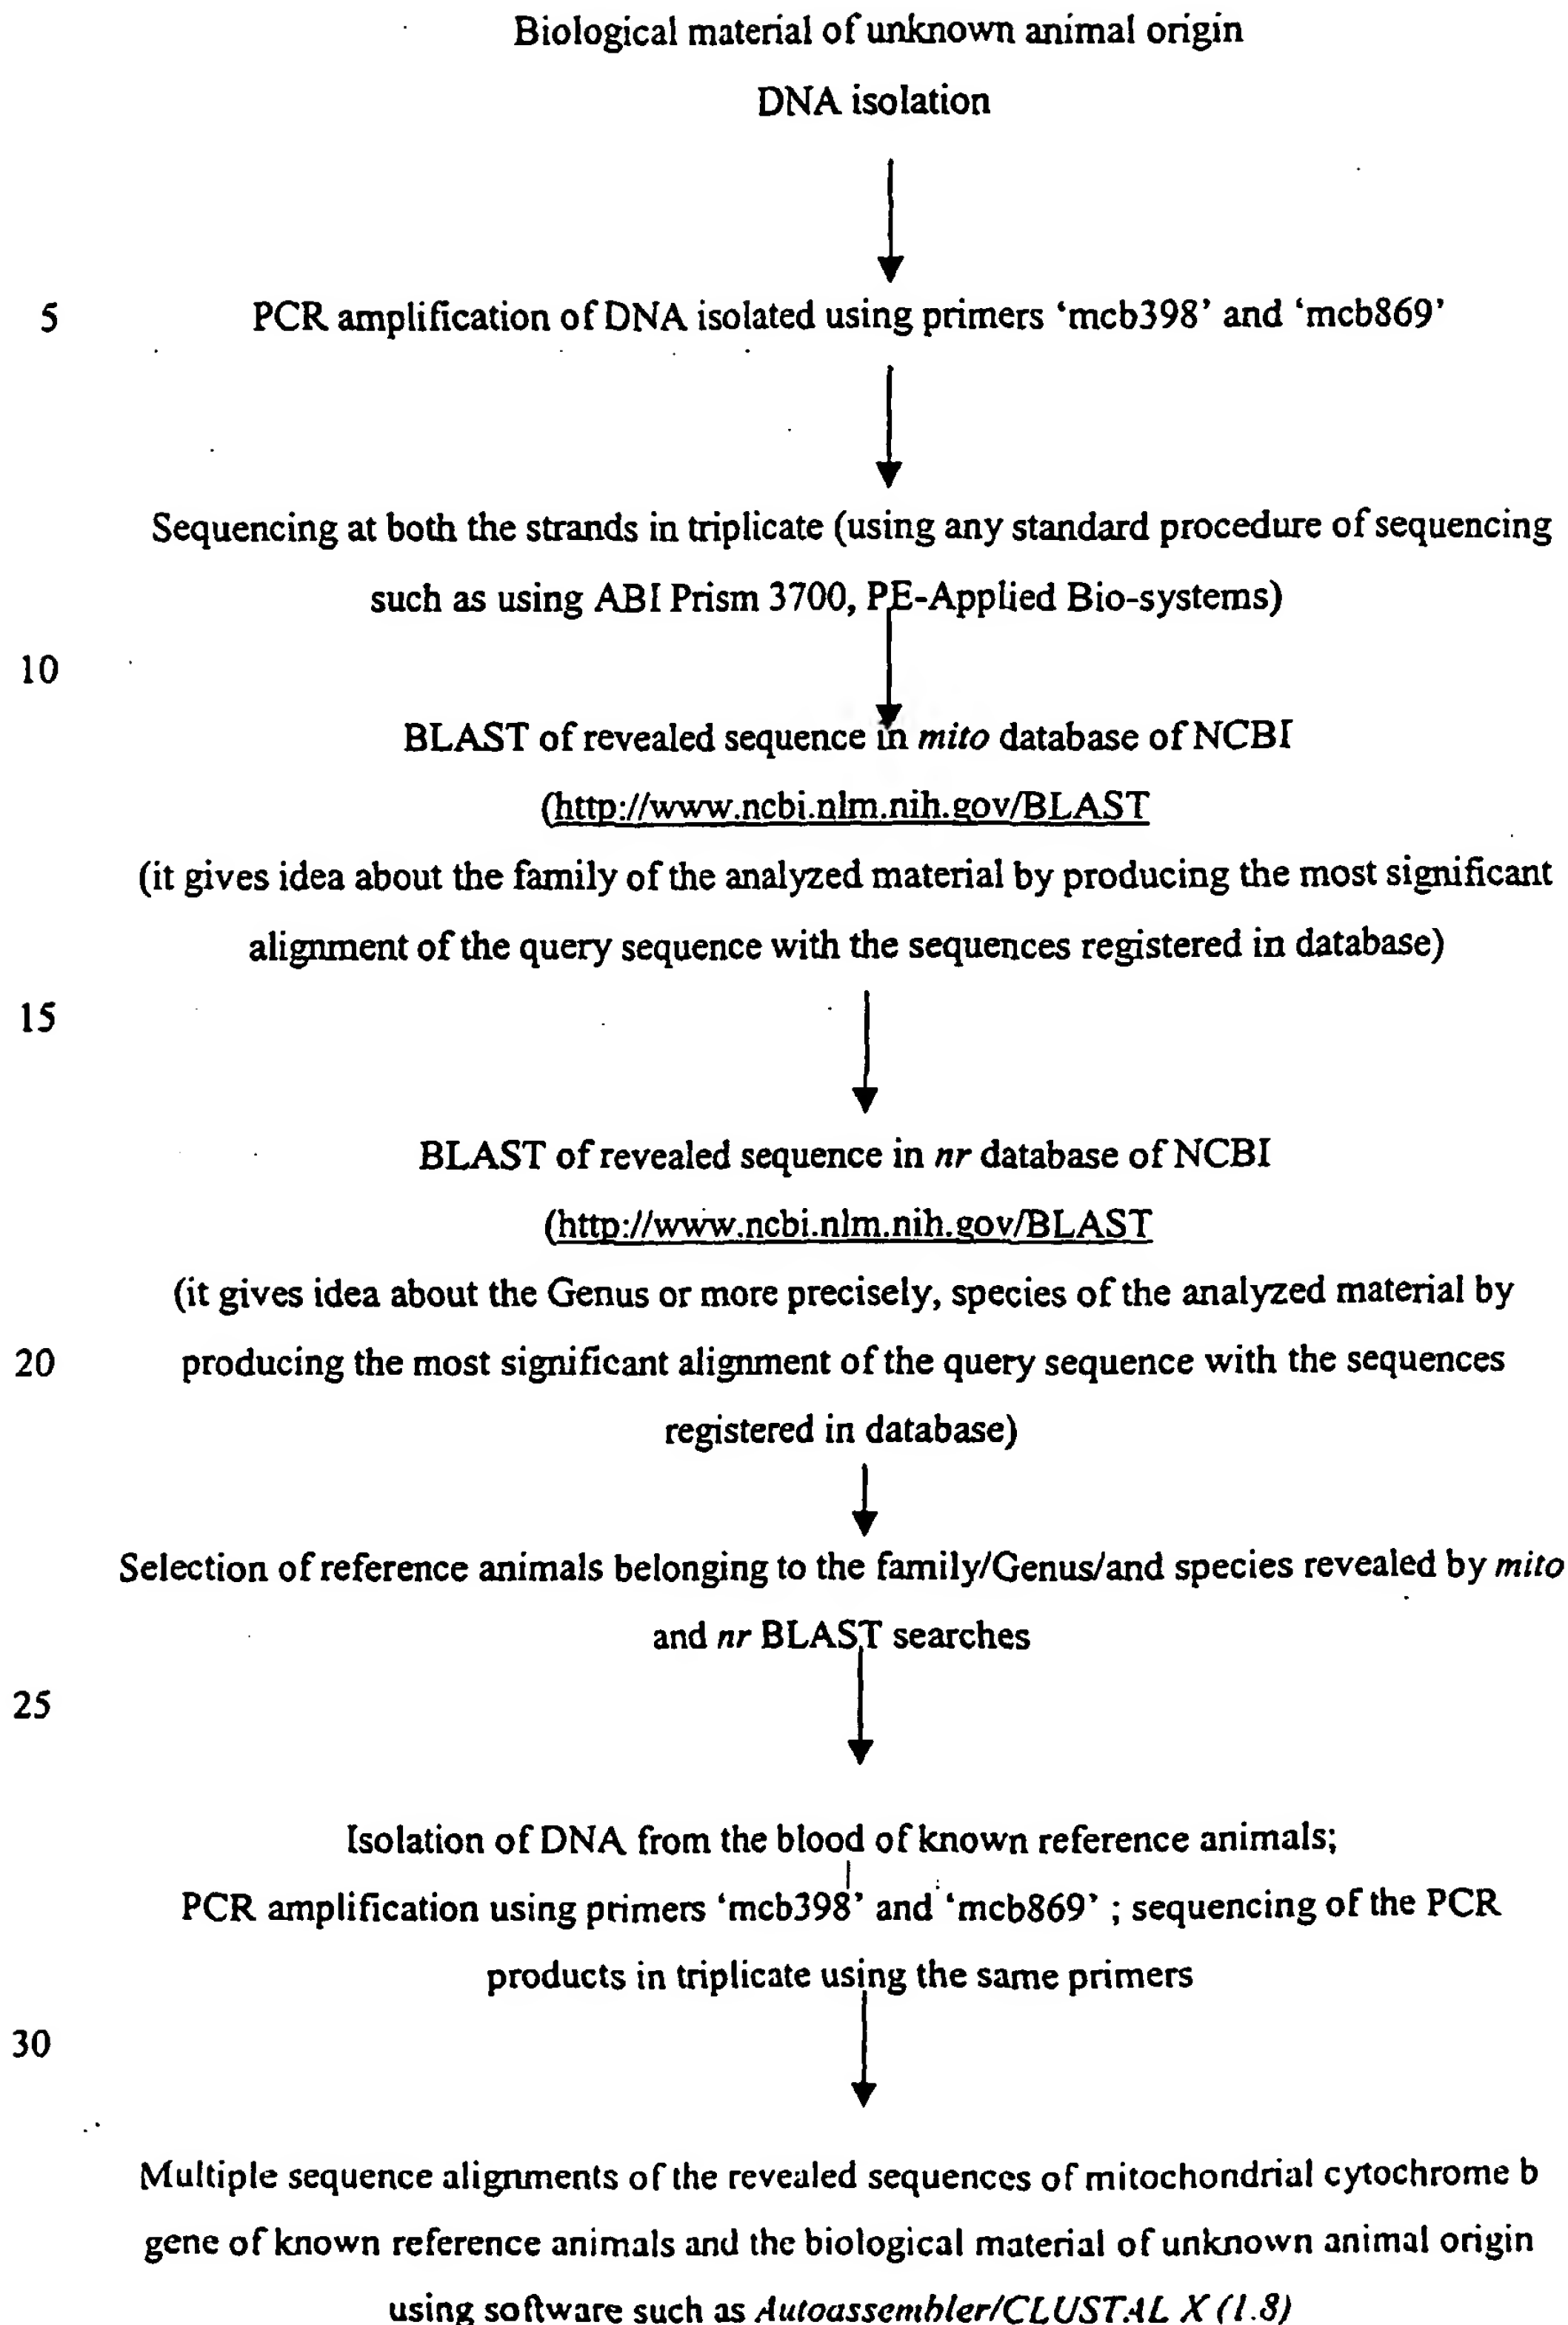 Biological material of unknown animal origin
DNA isolation
5 PCR amplification of DNA isolated using primers ‘mcb398’ and ‘mcb869’
Sequencing at both the strands in triplicate (using any standard procedure of sequencing
such as using ABI Prism 3700, PE-Applied Bio-systems)
10
BLAST of revealed sequence in mito database of NCBI
(http://www.ncbi.nlm.nih.gov/BLAST
(it gives idea about the family of the analyzed material by producing the most significant
alignment of the query sequence with the sequences registered in database)
15
BLAST of revealed sequence in nr database of NCBI
(http://www.ncbi.nlm.nih.gov/BLAST
(it gives idea about the Genus or more precisely, species of the analyzed material by
20 producing the most significant alignment of the query sequence with the sequences
registered in database)
Selection of reference animals belonging to the family/Genus/and species revealed by mito
and nr BLAST searches
25
Isolation of DNA from the blood of known reference animals;
PCR amplification using primers ‘mcb398’ and ‘mcb869’ ; sequencing of the PCR
products in triplicate using the same primers
30
Multiple sequence alignments of the revealed sequences of mitochondrial cytochrome b
gene of known reference animals and the biological material of unknown animal origin
using software such as Autoassembler/CLUSTAL X (1.8)